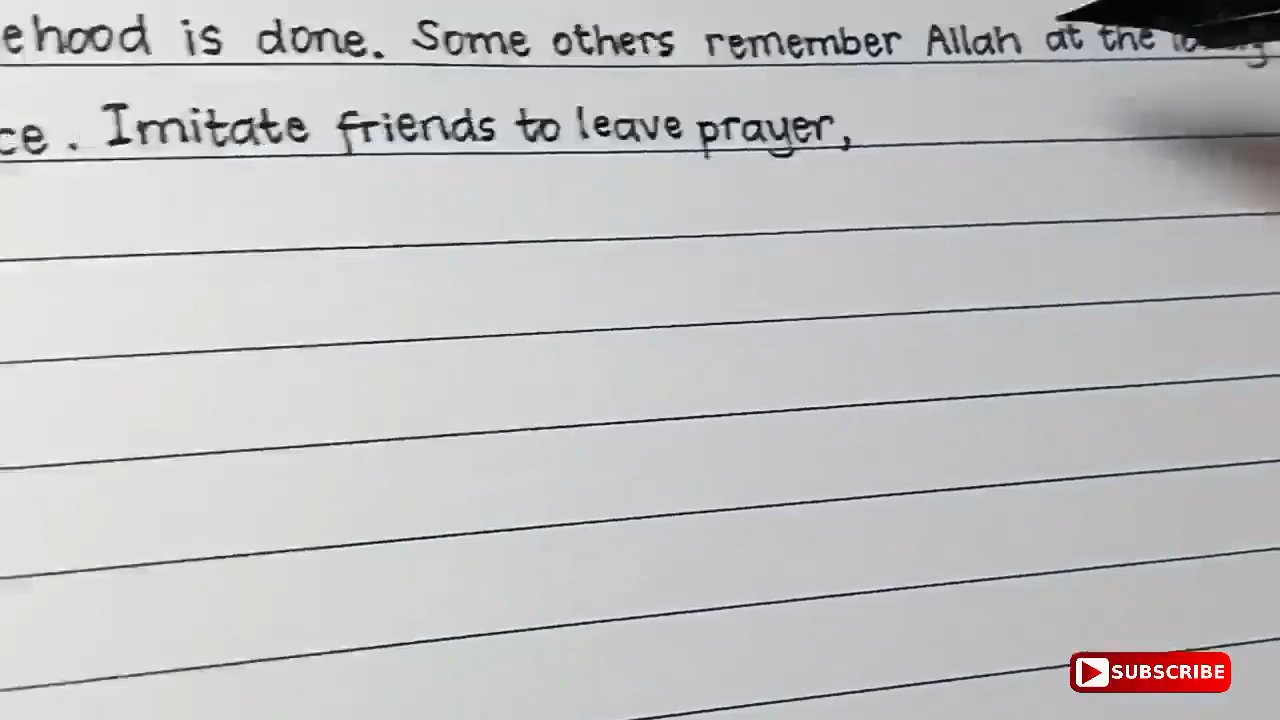 ehood is done. Some others remember Allah at the
ce. Imitate friends to leave prayer,
SUBSCRIBE